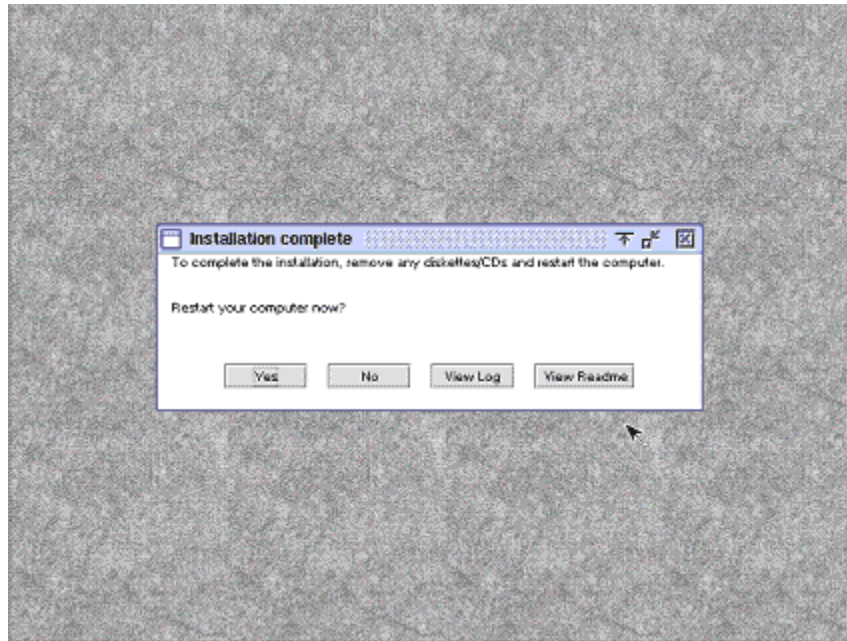 Installation complete
To complete the installation, remove any diskettes/CDs and restart the computer.
Restart your computer now?
Yes No View Log View Readme